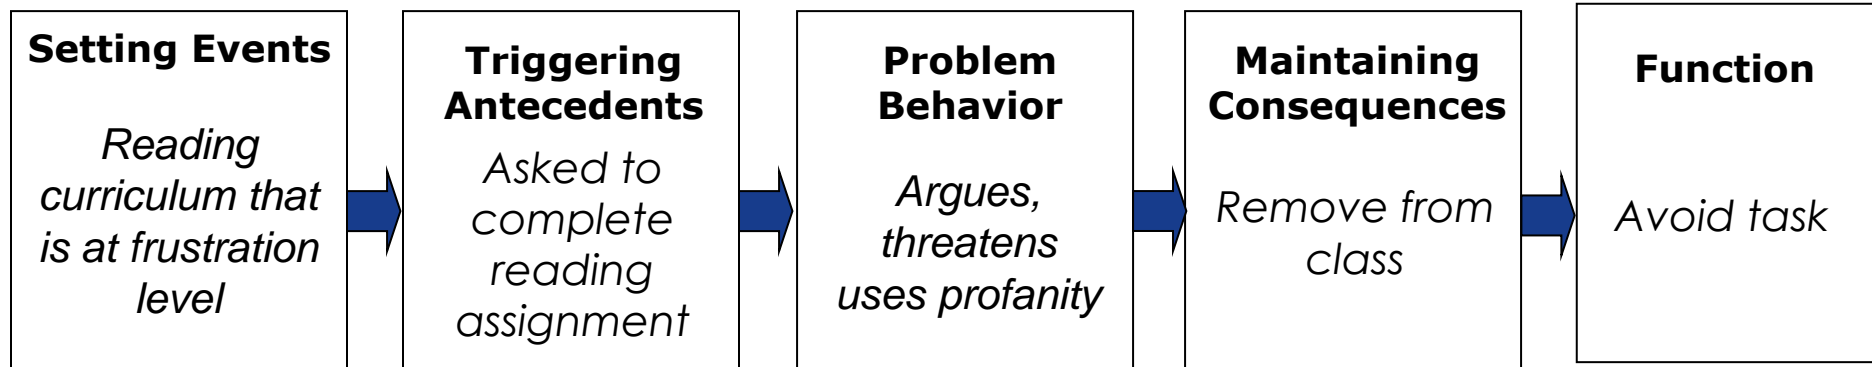 Setting Events
Reading
curriculum that
is at frustration
level
Triggering
Antecedents
Asked to
complete
reading
assignment
Problem
Behavior
Argues,
threatens
uses profanity
Maintaining
Consequences
Remove from
class
Function
Avoid task